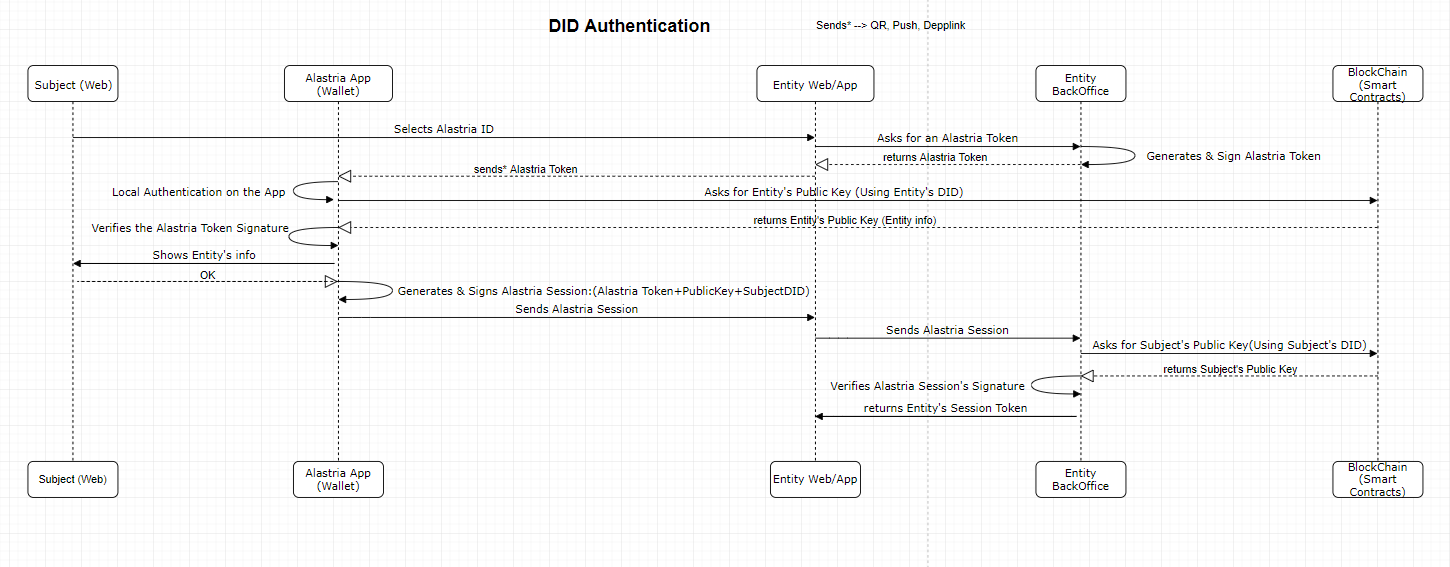 DID Authentication
Sends* --> QR, Push, Depplink
Subject (Web)
Alastria App
(Wallet)
Entity Web/App
Entity
BackOffice
BlockChain
(Smart
Contracts)
Selects Alastria ID
Asks for an Alastria Token
Generates & Sign Alastria Token
returns Alastria Token
sends* Alastria Token
Local Authentication on the App
Asks for Entity's Public Key (Using Entity's DID)
returns Entity's Public Key (Entity info)
Verifies the Alastria Token Signature
Shows Entity's info
OK
Generates & Signs Alastria Session:(Alastria Token+PublicKey+SubjectDID)
Sends Alastria Session
Sends Alastria Session
Asks for Subject's Public Key(Using Subject's DID)
returns Subject's Public Key
Verifies Alastria Session's Signature
returns Entity's Session Token
Subject (Web)
Alastria App
(Wallet)
Entity Web/App
Entity
BackOffice
BlockChain
(Smart
Contracts)